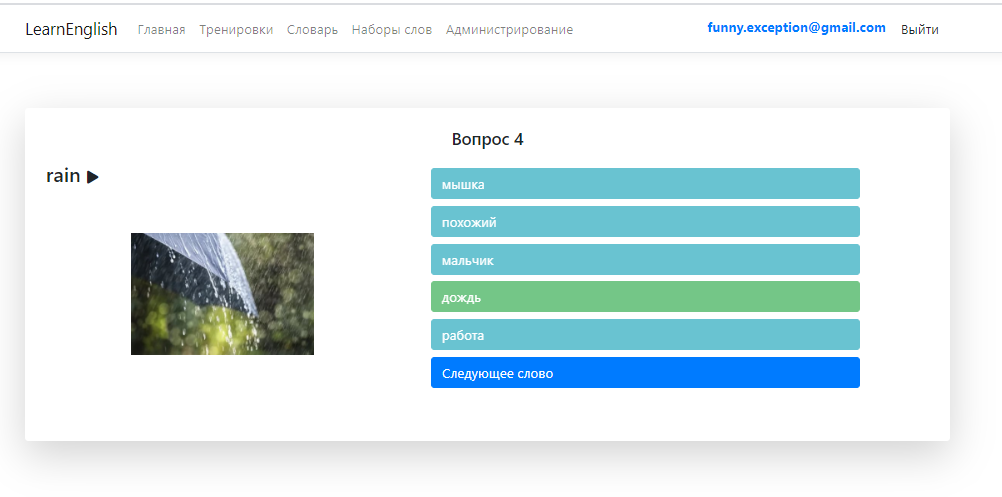 LearnEnglish Главная Тренировки Словарь Наборы слов Администрирование funny.exception@gmail.com Выйти
Вопрос 4
rain
мышка
похожий
мальчик
дождь
работа
Следующее слово